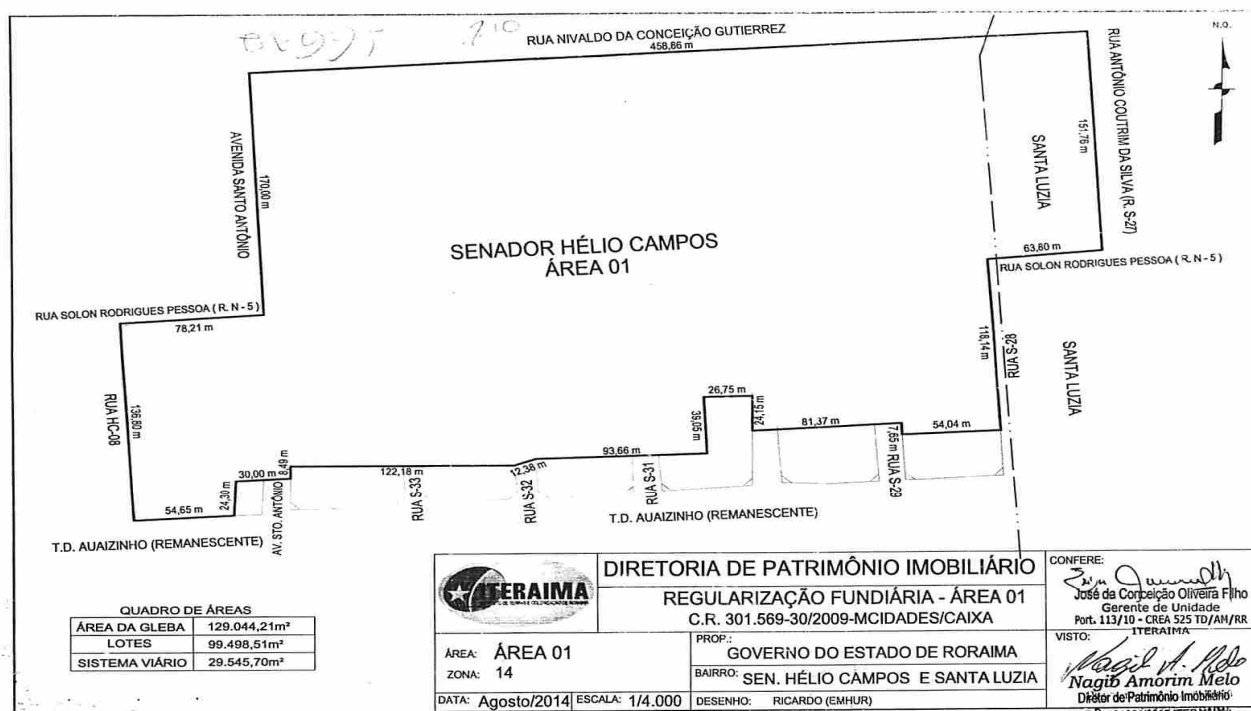 RUA NIVALDO DA CONCEIÇÃO GUTIERREZ
458,86 m
N.Q.
RUA ANTÔNIO COUTRIM DA SILVA (R. S-27)
151,76 m
AVENIDA SANTO ANTÔNIO
170,00 m
SANTA LUZIA
SENADOR HÉLIO CAMPOS
ÁREA 01
63,80 m
RUA SOLON RODRIGUES PESSOA ( R. N - 5 )
RUA SOLON RODRIGUES PESSOA ( R. N - 5 )
78,21 m
118,14 m
RUA S-28
SANTA LUZIA
RUA HC-08
136,80 m
26,75 m
39,05 m
24,15 m
81,37 m
7,65 m
RUA S-29
54,04 m
30,00 m
8,49 m
122,18 m
12,38 m
93,66 m
RUA S-33
RUA S-32
RUA S-31
24,30 m
54,65 m
AV. STO. ANTÔNIO
T.D. AUAIZINHO (REMANESCENTE)
T.D. AUAIZINHO (REMANESCENTE)
QUADRO DE ÁREAS
ÁREA DA GLEBA 129.044,21m²
LOTES 99.498,51m²
SISTEMA VIÁRIO 29.545,70m²
ITERAIMA
DIRETORIA DE PATRIMÔNIO IMOBILIÁRIO
REGULARIZAÇÃO FUNDIÁRIA - ÁREA 01
C.R. 301.569-30/2009-MCIDADES/CAIXA
ÁREA: ÁREA 01
ZONA: 14
PROP.: GOVERNO DO ESTADO DE RORAIMA
BAIRRO: SEN. HÉLIO CAMPOS E SANTA LUZIA
DATA: Agosto/2014 ESCALA: 1/4.000 DESENHO: RICARDO (EMHUR)
CONFERE:
José da Conceição Oliveira Filho
Gerente de Unidade
Port. 113/10 - CREA 525 TD/AM/RR
ITERAIMA
VISTO:
Nagib Amorim Melo
Diretor de Patrimônio Imobiliário